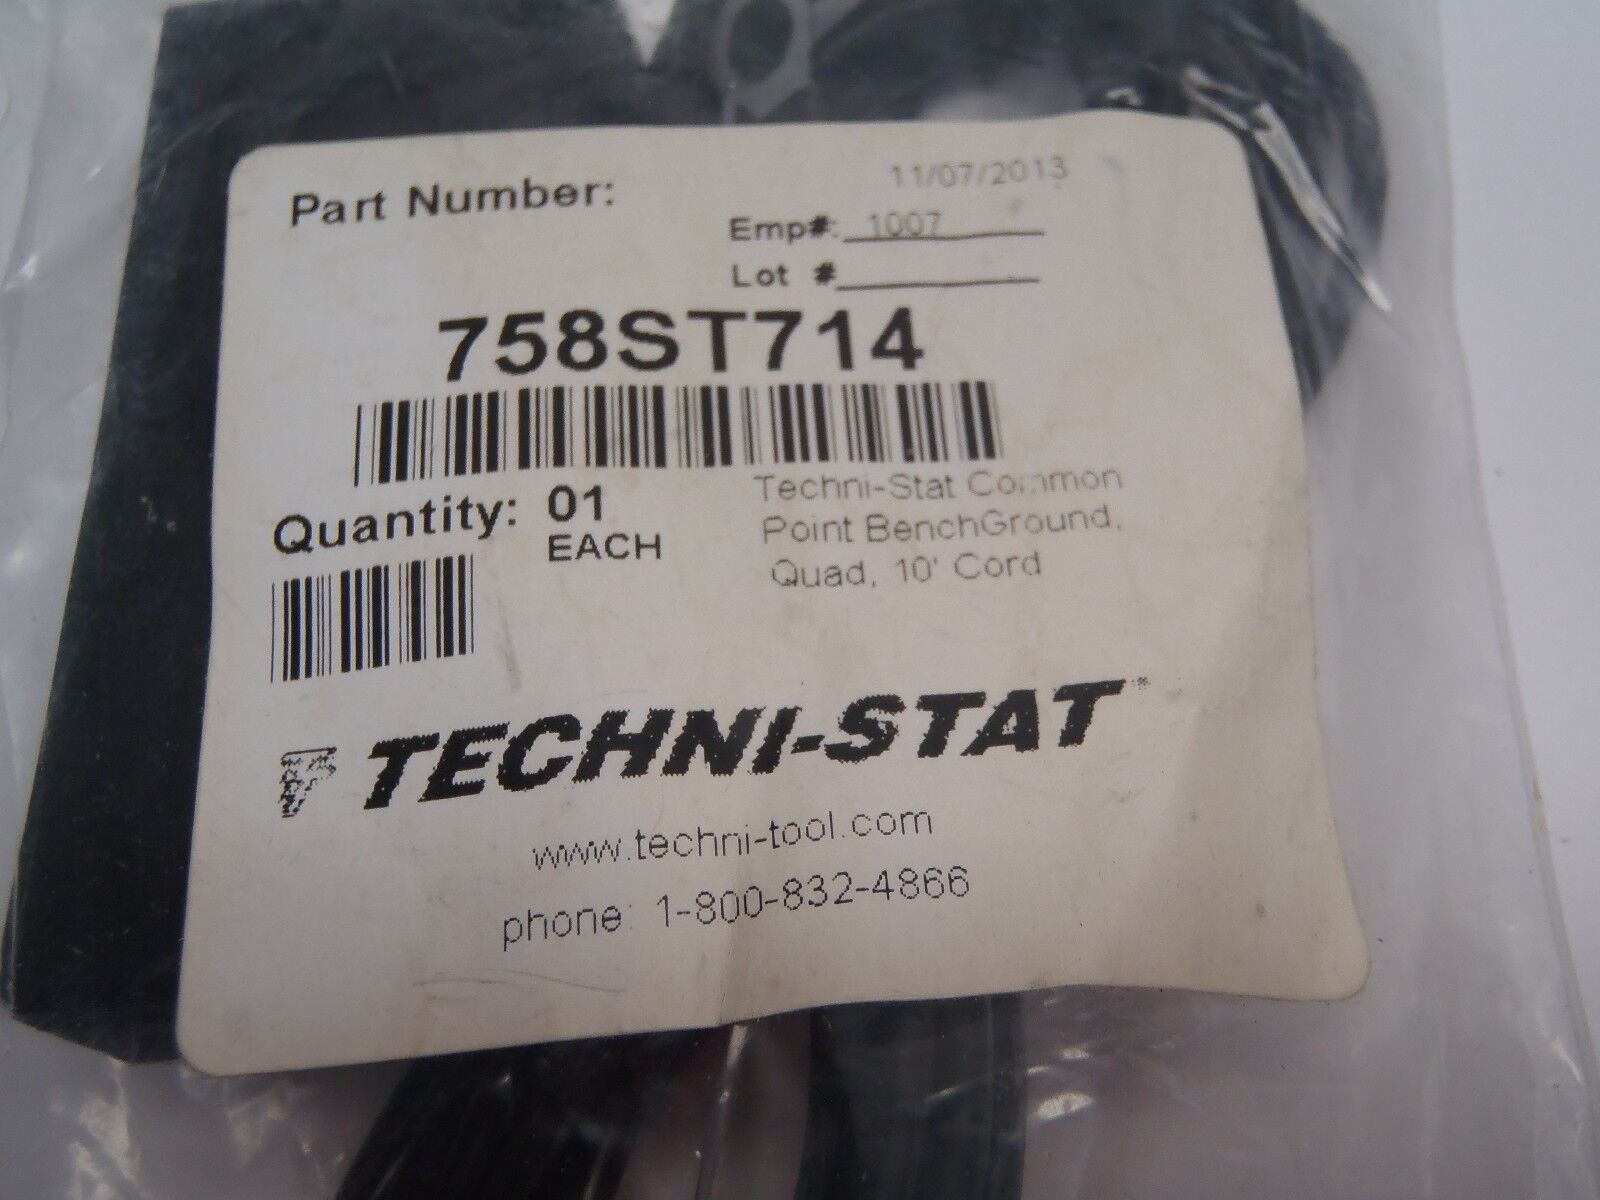 Part Number:
11/07/2013
Emp#: 1007
Lot #
758ST714
Quantity: 01
EACH
Techni-Stat Common
Point BenchGround,
Quad, 10' Cord
TECHNI-STAT
www.techni-tool.com
phone: 1-800-832-4866